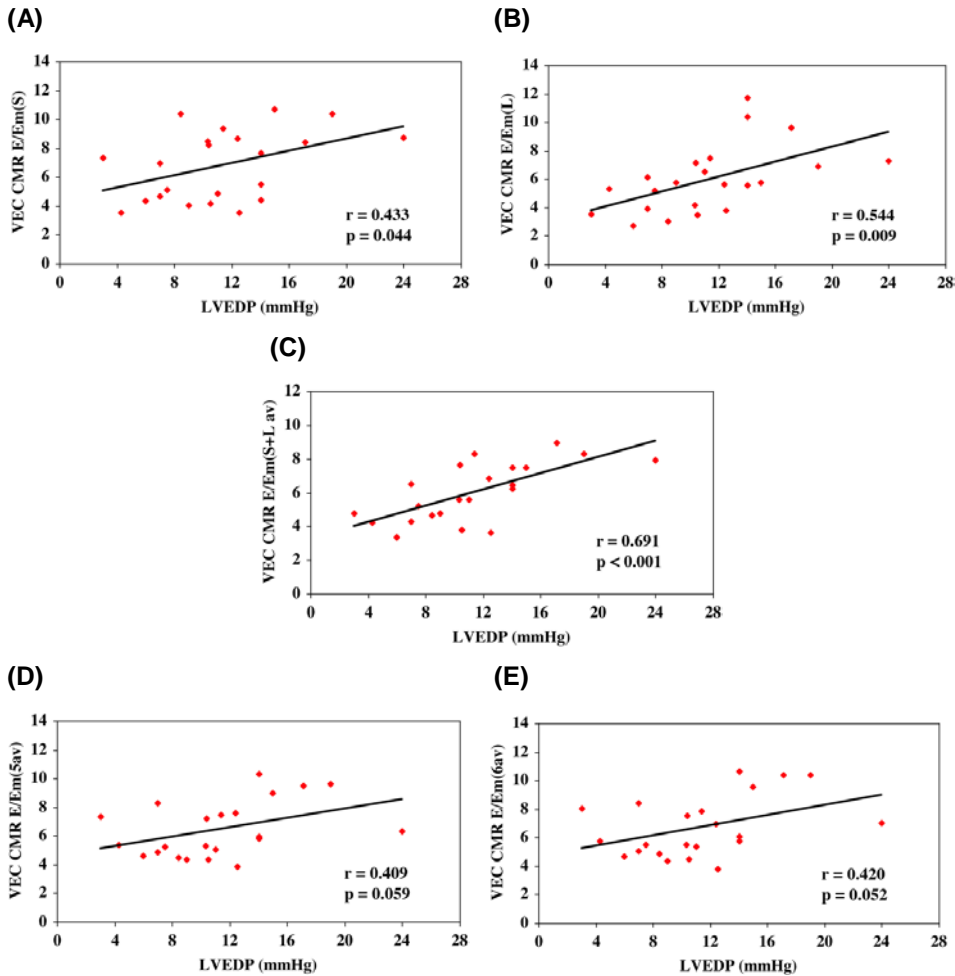 (A)
VEC CMR E/Em(S)
14
12
10
8
6
4
2
0
0 4 8 12 16 20 24 28
LVEDP (mmHg)
r = 0.433
p = 0.044
(B)
VEC CMR E/Em(L)
14
12
10
8
6
4
2
0
0 4 8 12 16 20 24 28
LVEDP (mmHg)
r = 0.544
p = 0.009
(C)
VEC CMR E/Em(S+L av)
12
10
8
6
4
2
0
0 4 8 12 16 20 24 28
LVEDP (mmHg)
r = 0.691
p < 0.001
(D)
VEC CMR E/Em(5av)
14
12
10
8
6
4
2
0
0 4 8 12 16 20 24 28
LVEDP (mmHg)
r = 0.409
p = 0.059
(E)
VEC CMR E/Em(6av)
14
12
10
8
6
4
2
0
0 4 8 12 16 20 24 28
LVEDP (mmHg)
r = 0.420
p = 0.052